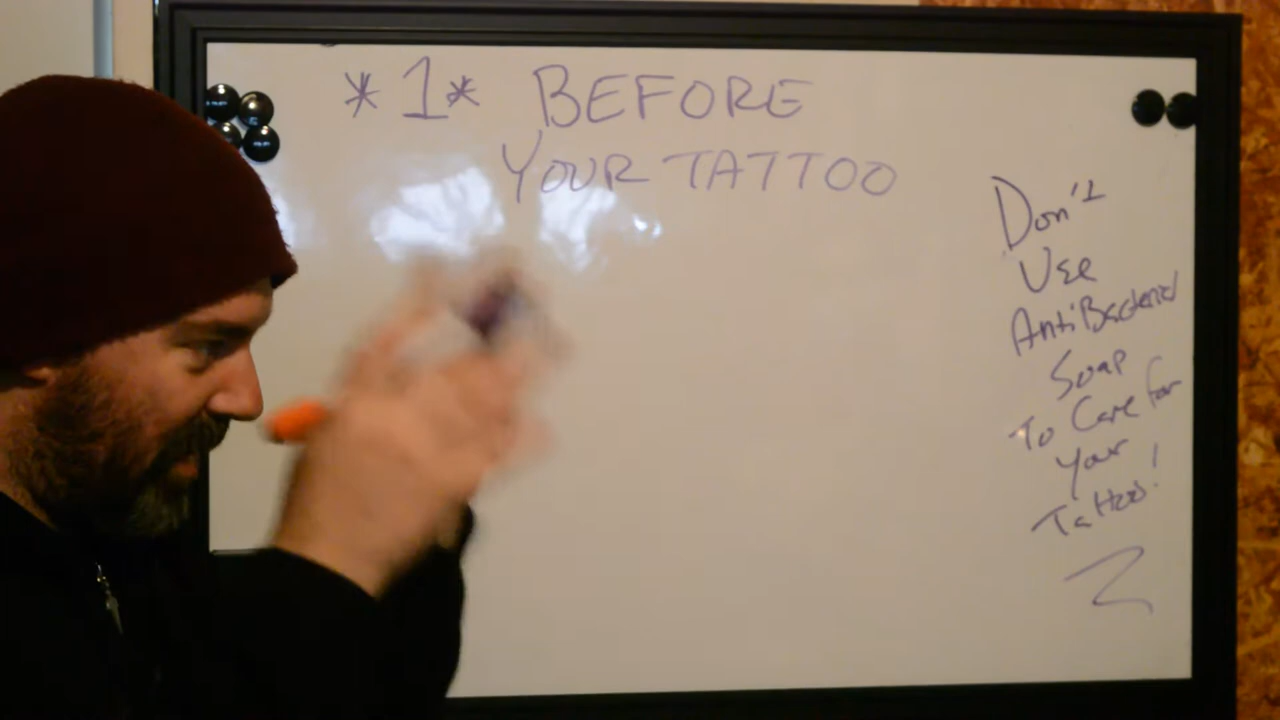 *1* BEFORE
YOUR TATTOO
Don't
Use
AntiBacterial
Soap
To Care for
Your
Tattoo!